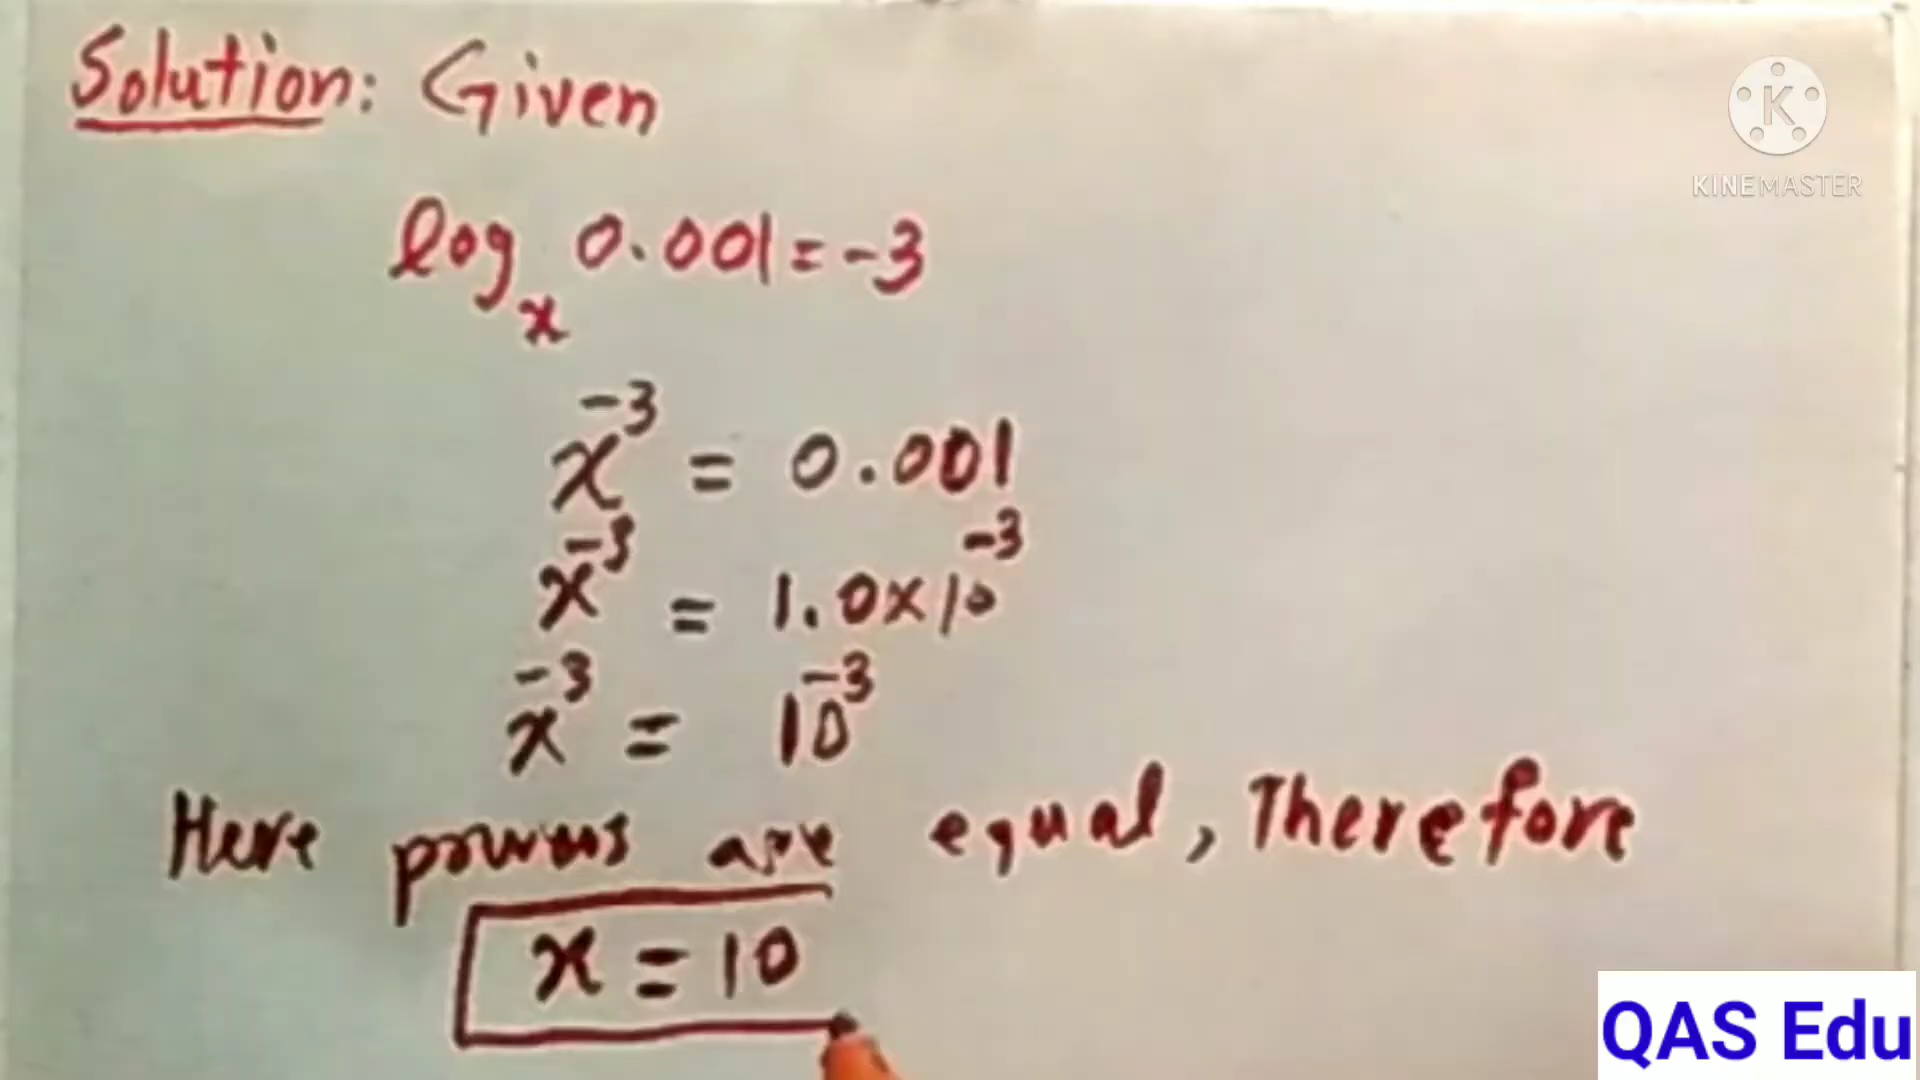 Solution: Given
KINEMASTER
log_x 0.001 = -3
x^-3 = 0.001
x^-3 = 1.0×10^-3
x^-3 = 10^-3
Here powers are equal, Therefore
x = 10
QAS Edu